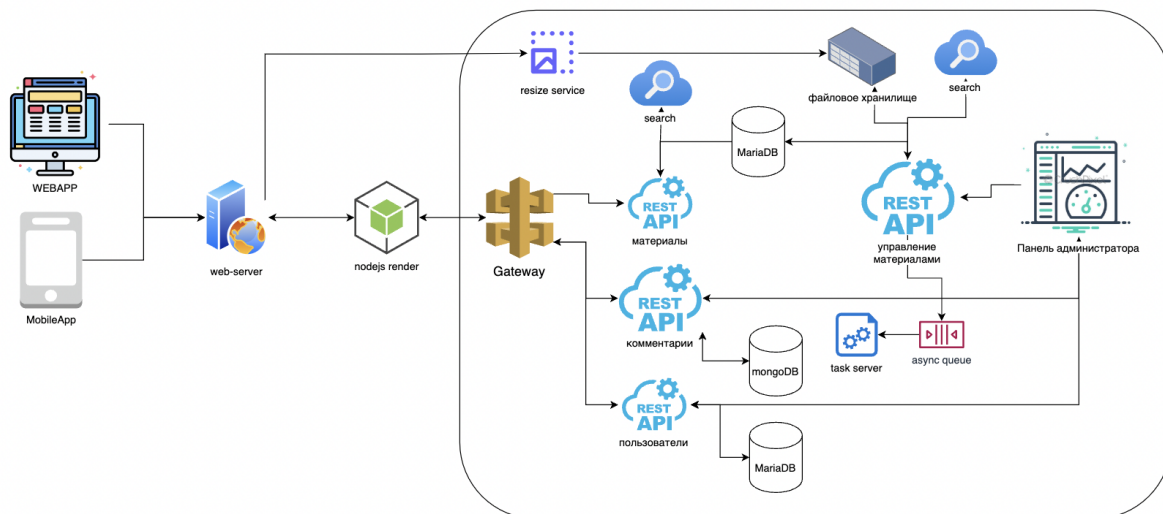 resize service
файловое хранилище
search
search
MariaDB
WEBAPP
REST
API
материалы
REST
API
управление
материалами
Панель администратора
web-server
nodejs render
Gateway
MobileApp
REST
API
комментарии
mongoDB
task server
async queue
REST
API
пользователи
MariaDB